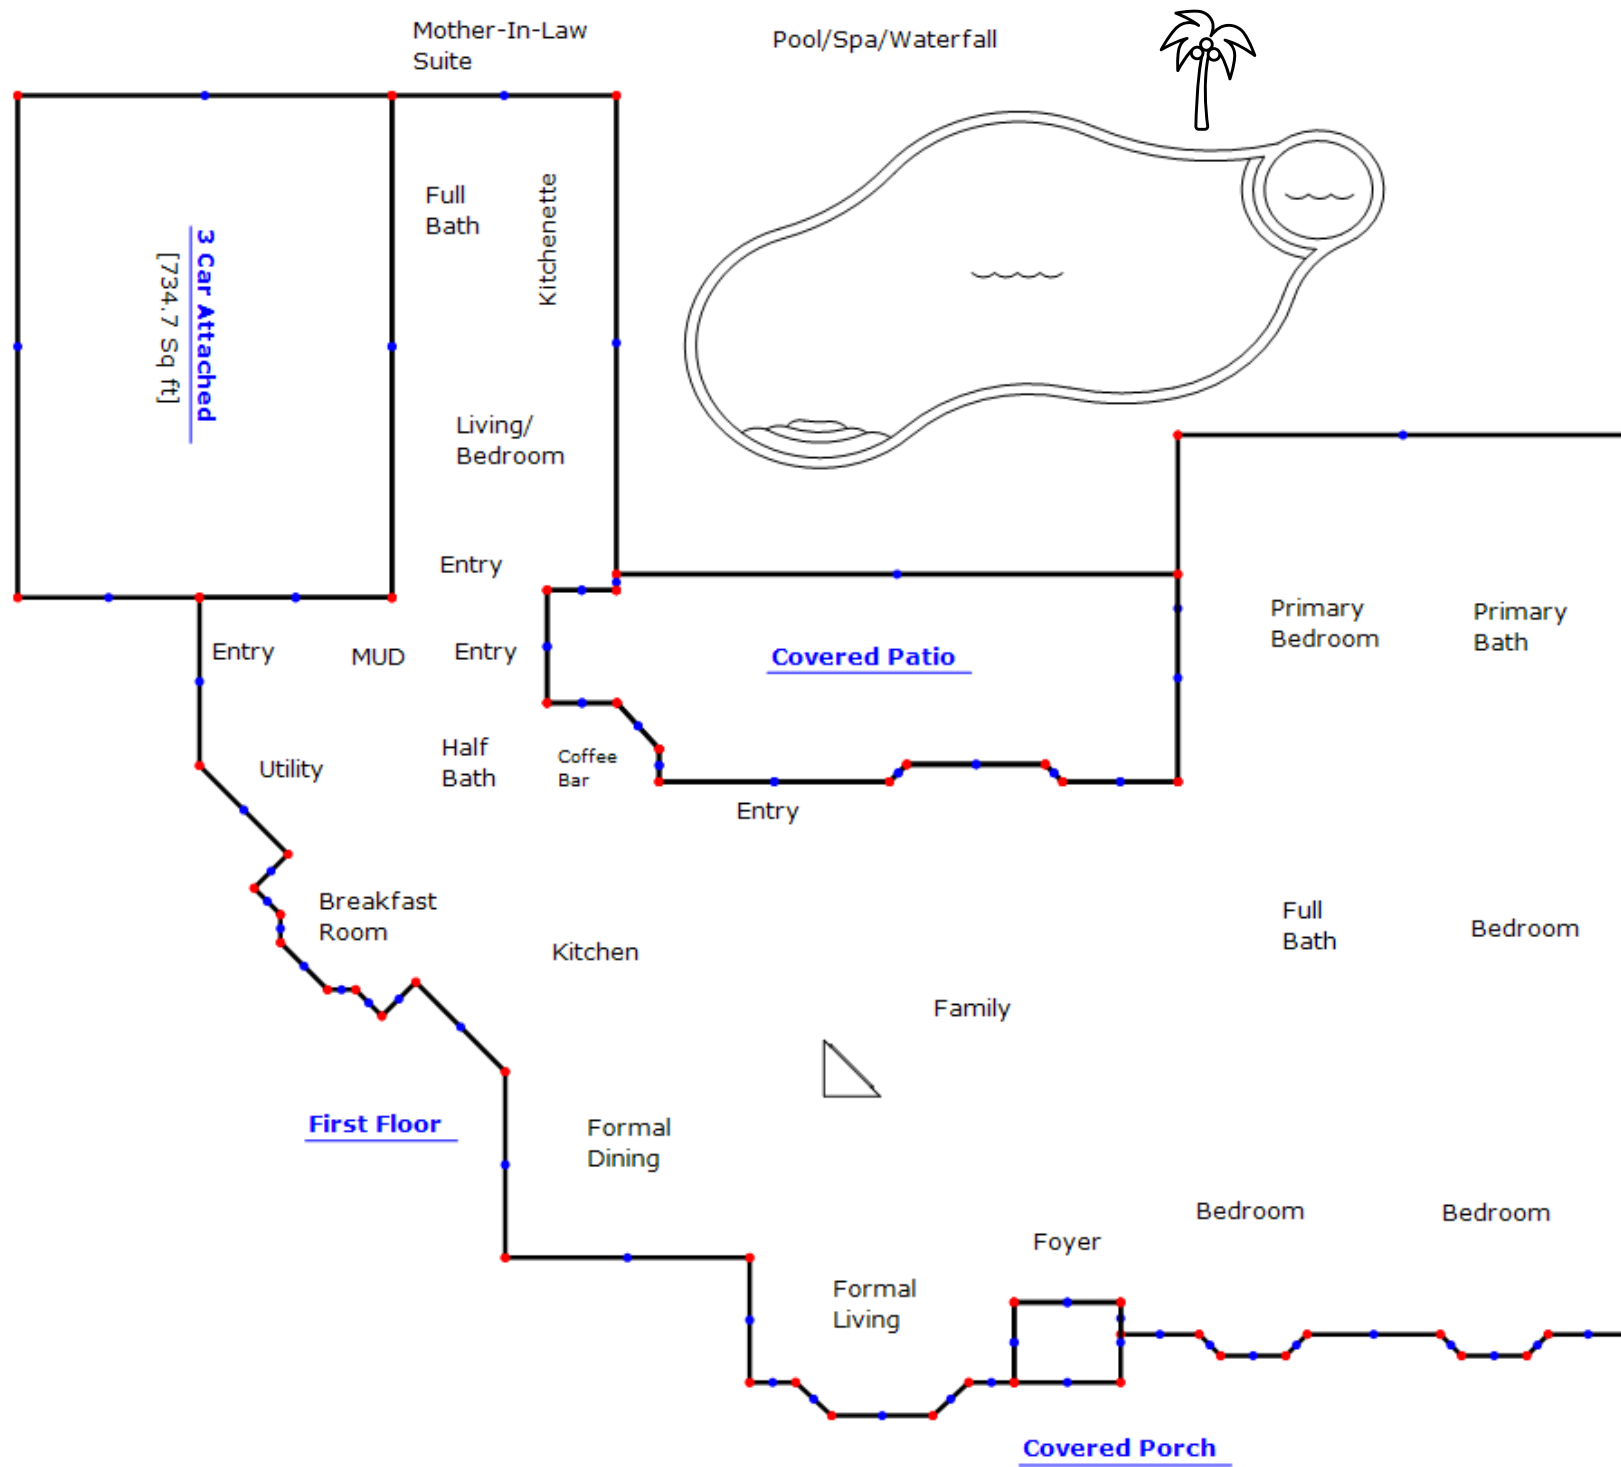 Mother-In-Law
Suite
Pool/Spa/Waterfall
Full
Bath
Kitchenette
3 Car Attached
[734.7 Sq ft]
Living/
Bedroom
Entry
Entry
MUD
Entry
Covered Patio
Primary
Bedroom
Primary
Bath
Utility
Half
Bath
Coffee
Bar
Entry
Breakfast
Room
Kitchen
Full
Bath
Bedroom
Family
First Floor
Formal
Dining
Bedroom
Bedroom
Foyer
Formal
Living
Covered Porch